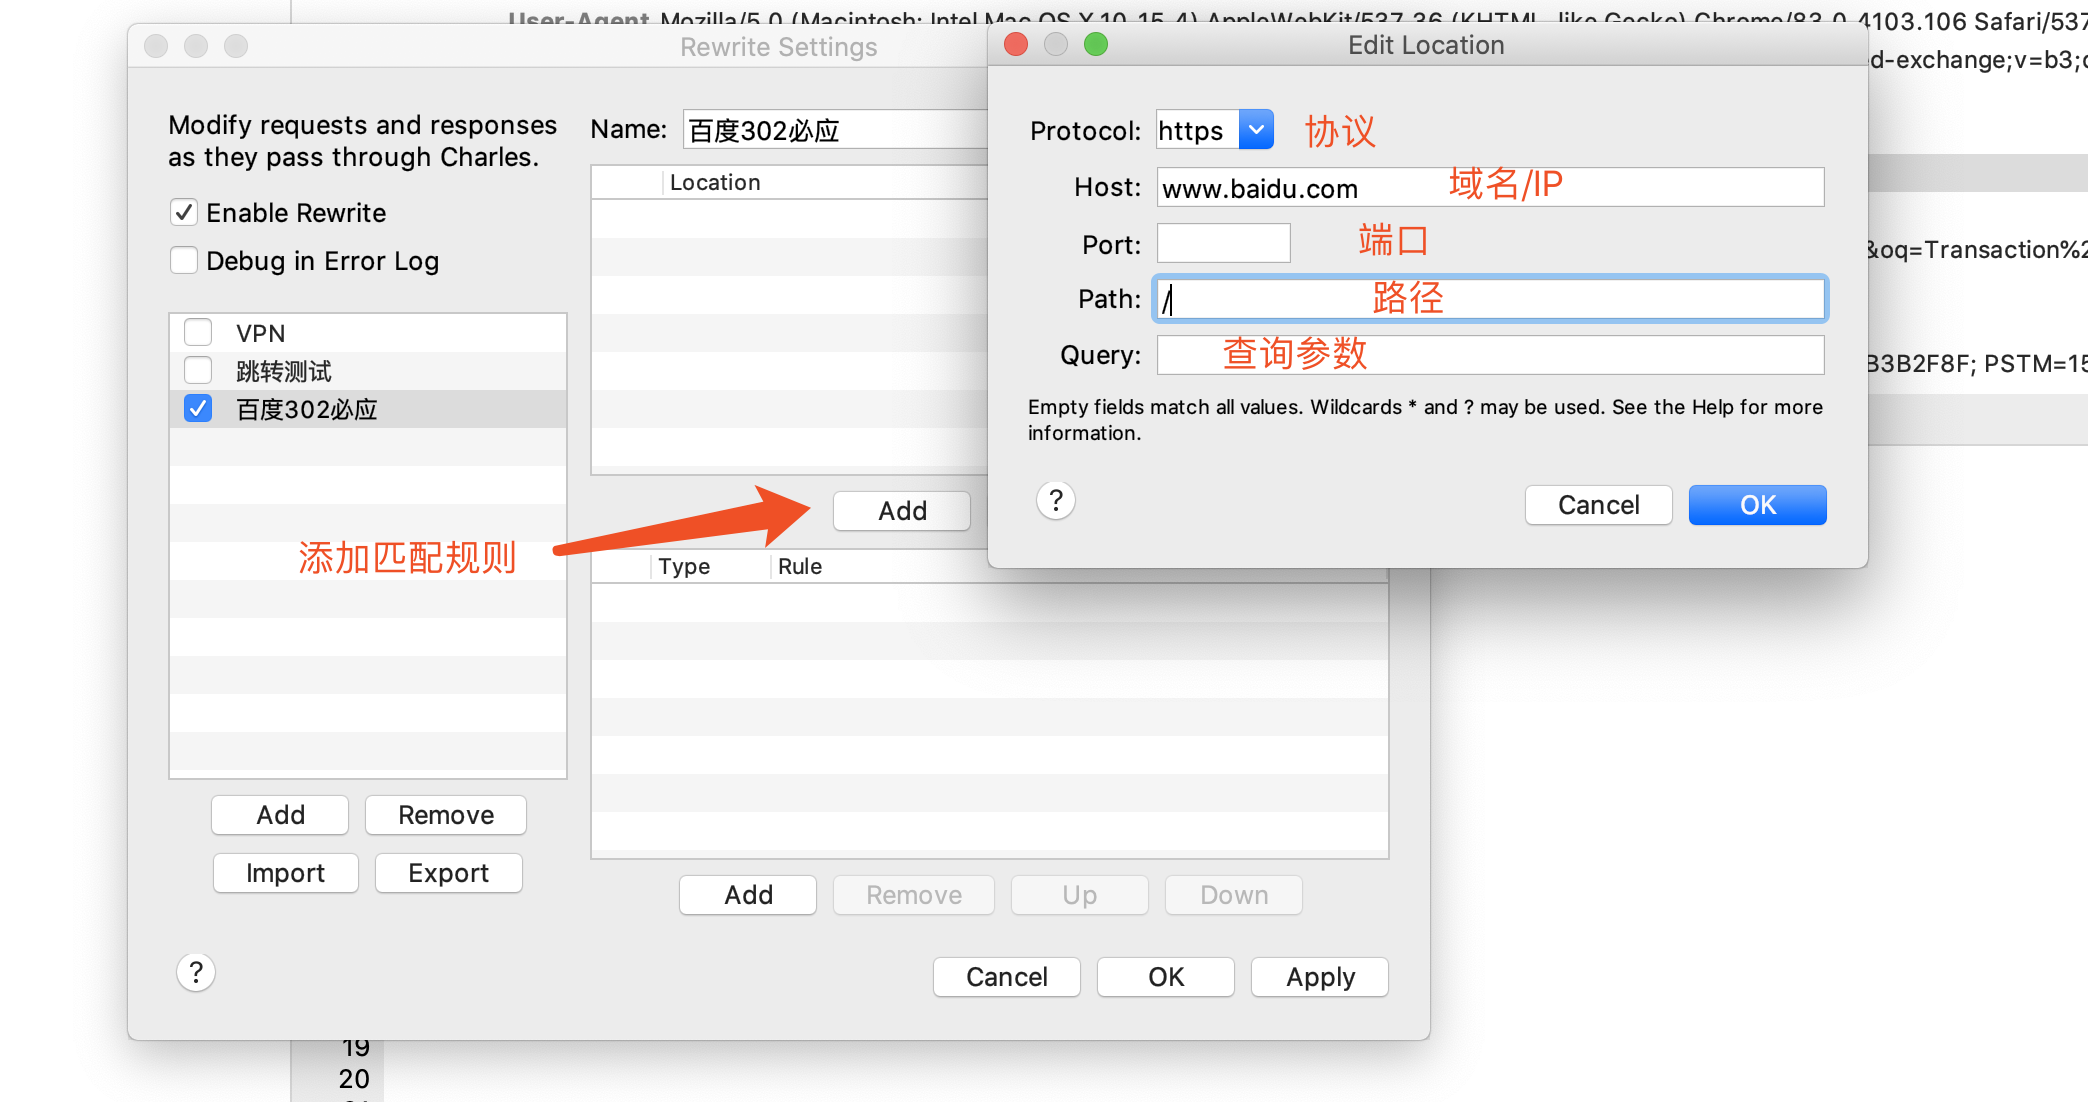 User-Agent Mozilla/5.0 (Macintosh; Intel Mac OS X 10_15_4) AppleWebKit/537.36 (KHTML, like Gecko) Chrome/83.0.4103.106 Safari/537
Rewrite Settings
Modify requests and responses
as they pass through Charles.
Enable Rewrite
Debug in Error Log
VPN
跳转测试
百度302必应
添加匹配规则
Add Remove
Import Export
?
Name: 百度302必应
Location
Add
Type Rule
Add Remove Up Down
Cancel OK Apply
Edit Location
Protocol: https 协议
Host: www.baidu.com 域名/IP
Port: 端口
Path: / 路径
Query: 查询参数
Empty fields match all values. Wildcards * and ? may be used. See the Help for more
information.
?
Cancel OK
d-exchange;v=b3;
&oq=Transaction%2
B3B2F8F; PSTM=15
19
20